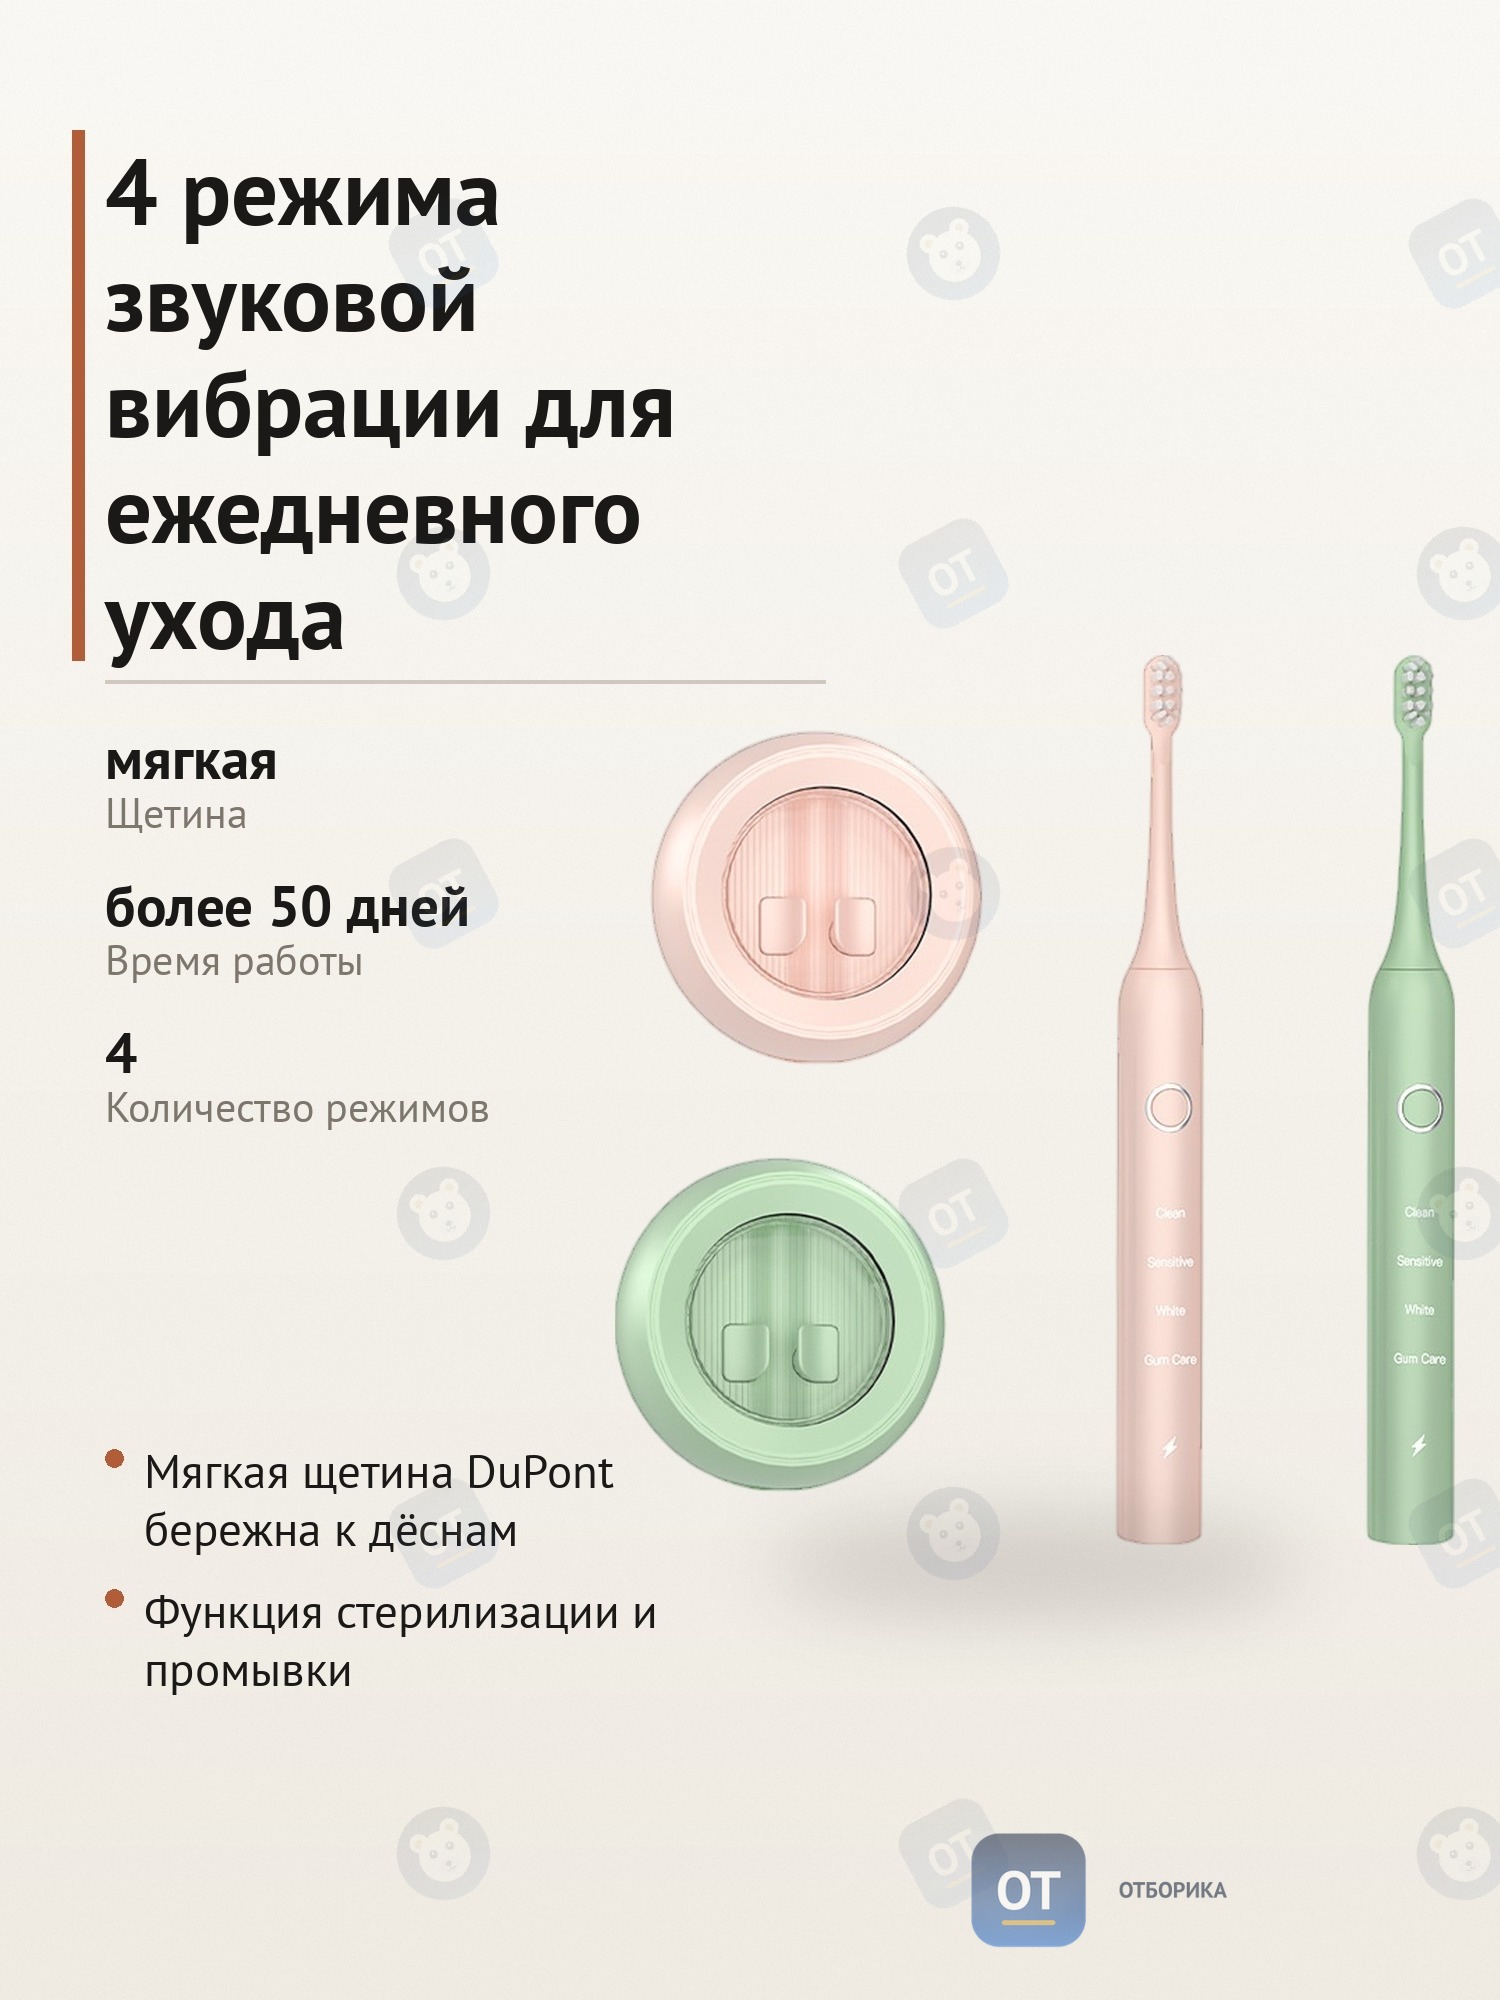 4 режима
звуковой
вибрации для
ежедневного
ухода
мягкая
Щетина
более 50 дней
Время работы
4
Количество режимов
Clean
Sensitive
White
Gum Care
Clean
Sensitive
White
Gum Care
Мягкая щетина DuPont
бережна к дёснам
Функция стерилизации и
промывки
ОТ
ОТБОРИКА